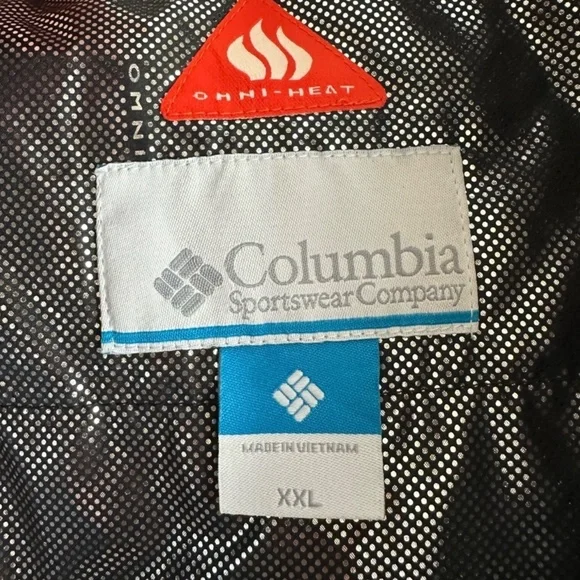 OMNI-HEAT
OMNI
Columbia
Sportswear Company
MADE IN VIETNAM
XXL